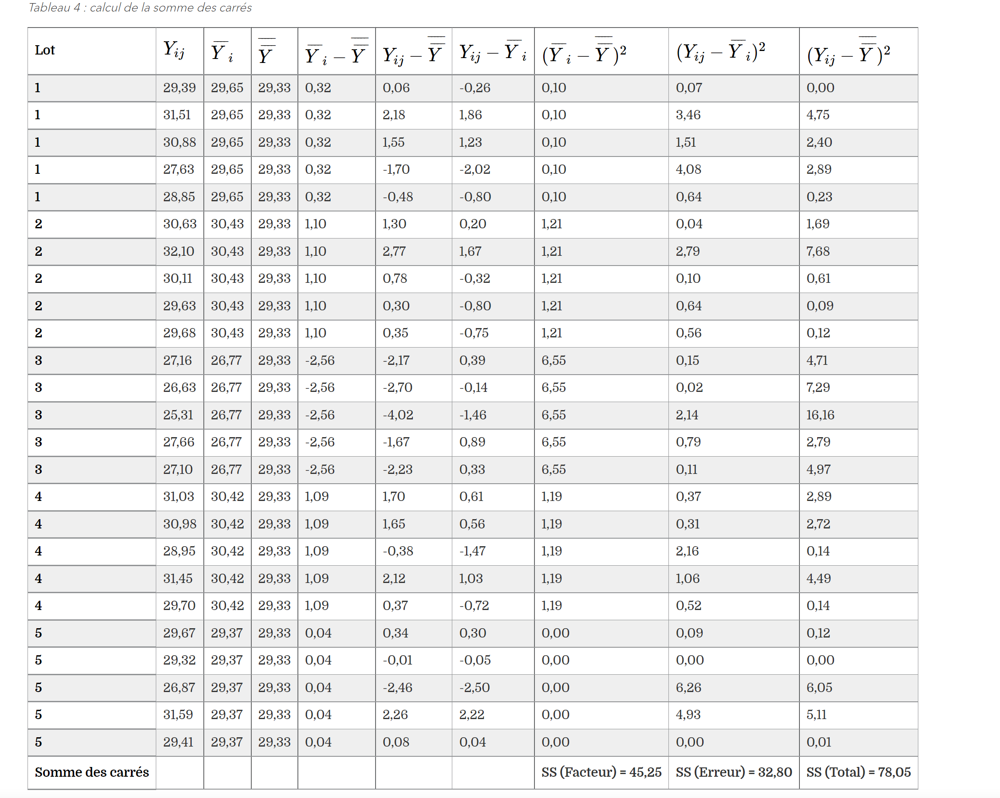 Tableau 4 : calcul de la somme des carrés
Lot Y_{ij} \overline{Y}_i \overline{\overline{Y}} \overline{Y}_i – \overline{\overline{Y}} Y_{ij} – \overline{\overline{Y}} Y_{ij} – \overline{Y}_i (\overline{Y}_i – \overline{\overline{Y}})² (Y_{ij} – \overline{Y}_i)² (Y_{ij} – \overline{\overline{Y}})²
1 29,39 29,65 29,33 0,32 0,06 -0,26 0,10 0,07 0,00
1 31,51 29,65 29,33 0,32 2,18 1,86 0,10 3,46 4,75
1 30,88 29,65 29,33 0,32 1,55 1,23 0,10 1,51 2,40
1 27,63 29,65 29,33 0,32 -1,70 -2,02 0,10 4,08 2,89
1 28,85 29,65 29,33 0,32 -0,48 -0,80 0,10 0,64 0,23
2 30,63 30,43 29,33 1,10 1,30 0,20 1,21 0,04 1,69
2 32,10 30,43 29,33 1,10 2,77 1,67 1,21 2,79 7,68
2 30,11 30,43 29,33 1,10 0,78 -0,32 1,21 0,10 0,61
2 29,63 30,43 29,33 1,10 0,30 -0,80 1,21 0,64 0,09
2 29,68 30,43 29,33 1,10 0,35 -0,75 1,21 0,56 0,12
3 27,16 26,77 29,33 -2,56 -2,17 0,39 6,55 0,15 4,71
3 26,63 26,77 29,33 -2,56 -2,70 -0,14 6,55 0,02 7,29
3 25,31 26,77 29,33 -2,56 -4,02 -1,46 6,55 2,14 16,16
3 27,66 26,77 29,33 -2,56 -1,67 0,89 6,55 0,79 2,79
3 27,10 26,77 29,33 -2,56 -2,23 0,33 6,55 0,11 4,97
4 31,03 30,42 29,33 1,09 1,70 0,61 1,19 0,37 2,89
4 30,98 30,42 29,33 1,09 1,65 0,56 1,19 0,31 2,72
4 28,95 30,42 29,33 1,09 -0,38 -1,47 1,19 2,16 0,14
4 31,45 30,42 29,33 1,09 2,12 1,03 1,19 1,06 4,49
4 29,70 30,42 29,33 1,09 0,37 -0,72 1,19 0,52 0,14
5 29,67 29,37 29,33 0,04 0,34 0,30 0,00 0,09 0,12
5 29,32 29,37 29,33 0,04 -0,01 -0,05 0,00 0,00 0,00
5 26,87 29,37 29,33 0,04 -2,46 -2,50 0,00 6,26 6,05
5 31,59 29,37 29,33 0,04 2,26 2,22 0,00 4,93 5,11
5 29,41 29,37 29,33 0,04 0,08 0,04 0,00 0,00 0,01
Somme des carrés SS (Facteur) = 45,25 SS (Erreur) = 32,80 SS (Total) = 78,05